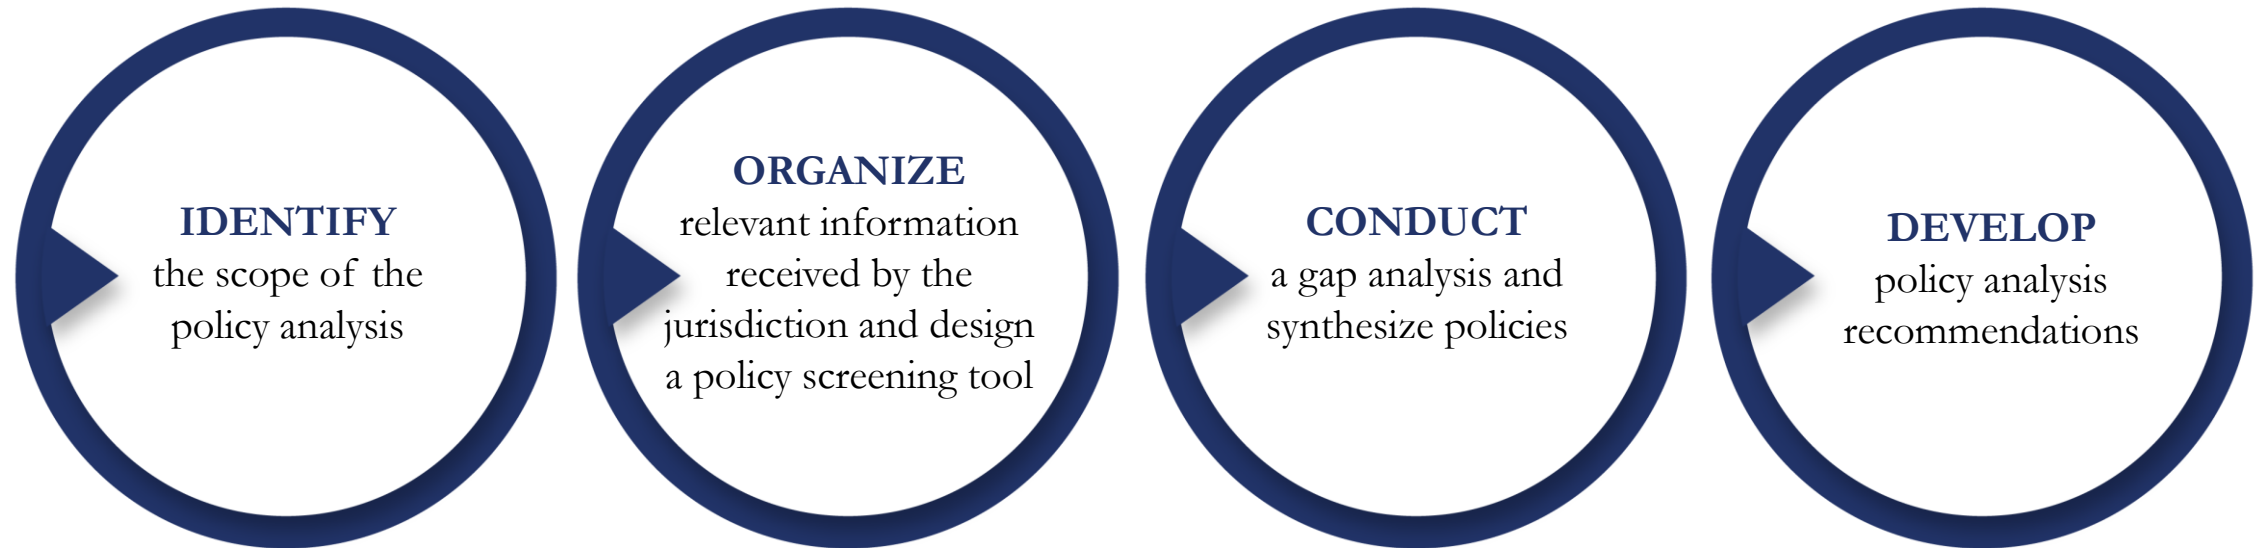 IDENTIFY
the scope of the
policy analysis
ORGANIZE
relevant information
received by the
jurisdiction and design
a policy screening tool
CONDUCT
a gap analysis and
synthesize policies
DEVELOP
policy analysis
recommendations